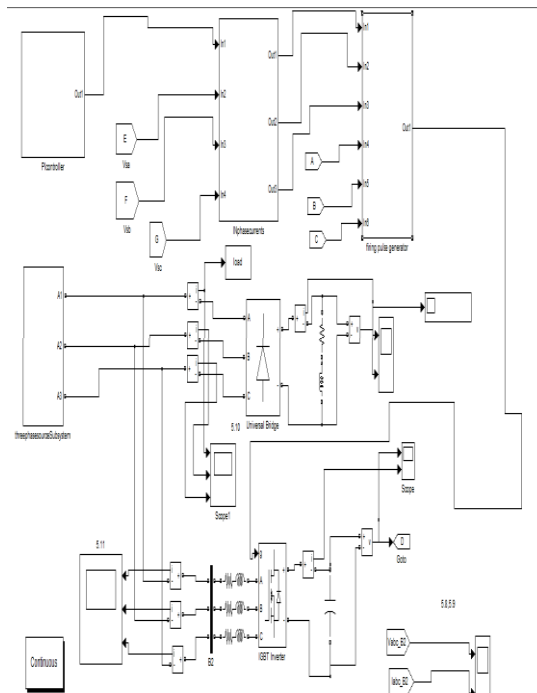 Out1
PIcontroller
E
Vsa
F
Vsb
G
Vsc
In1
In2
In3
In4
Out1
Out2
Out3
INphasecurrents
A
B
C
In1
In2
In3
In4
In5
In6
Out1
firing pulse generator
load
A1
A2
A3
threephasesourceSubsystem
A
B
C
+
-
5.10
Universal Bridge
Scope1
Scope
5.11
B2
g
A
B
C
+
-
IGBT Inverter
v
D
Goto
5.8,5.9
Vabc_B2
Iabc_B2
Continuous